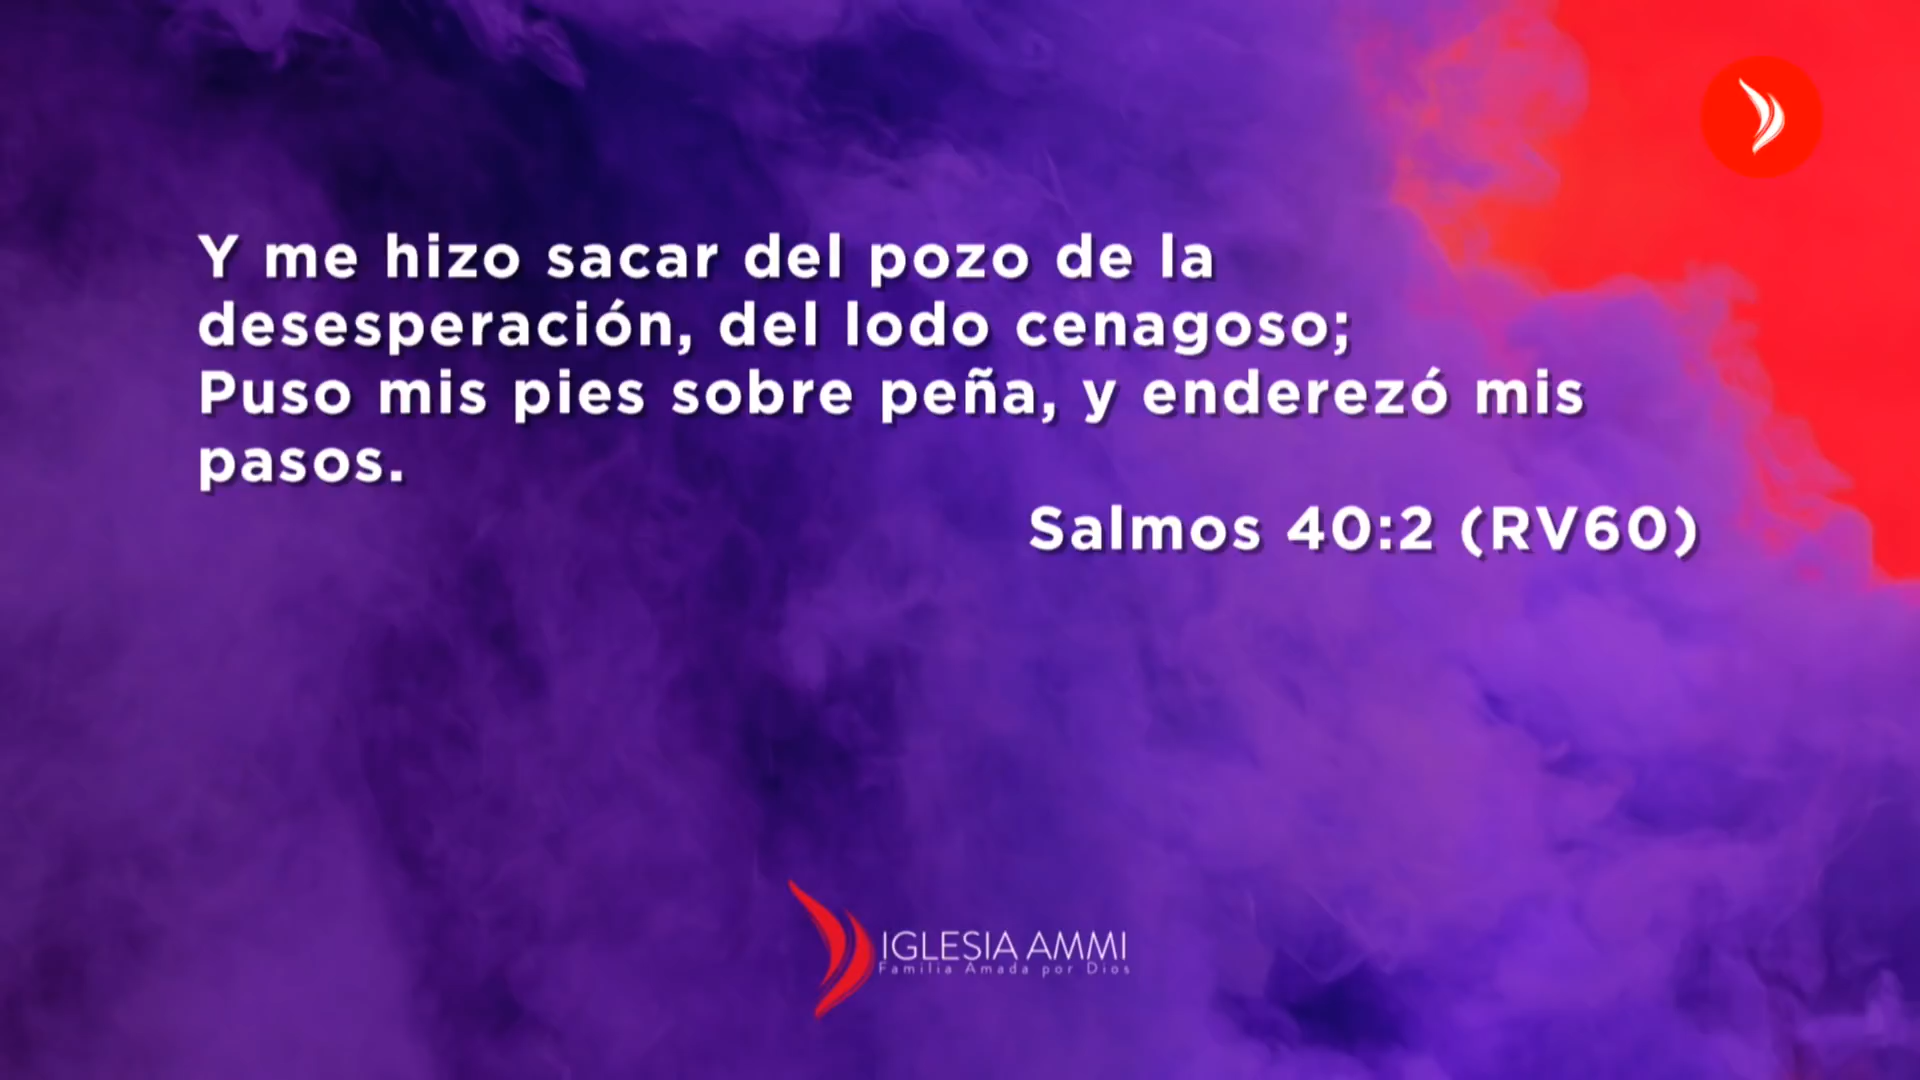 Y me hizo sacar del pozo de la
desesperación, del lodo cenagoso;
Puso mis pies sobre peña, y enderezó mis
pasos.
Salmos 40:2 (RV60)
IGLESIA AMMI
Familia Amada por Dios